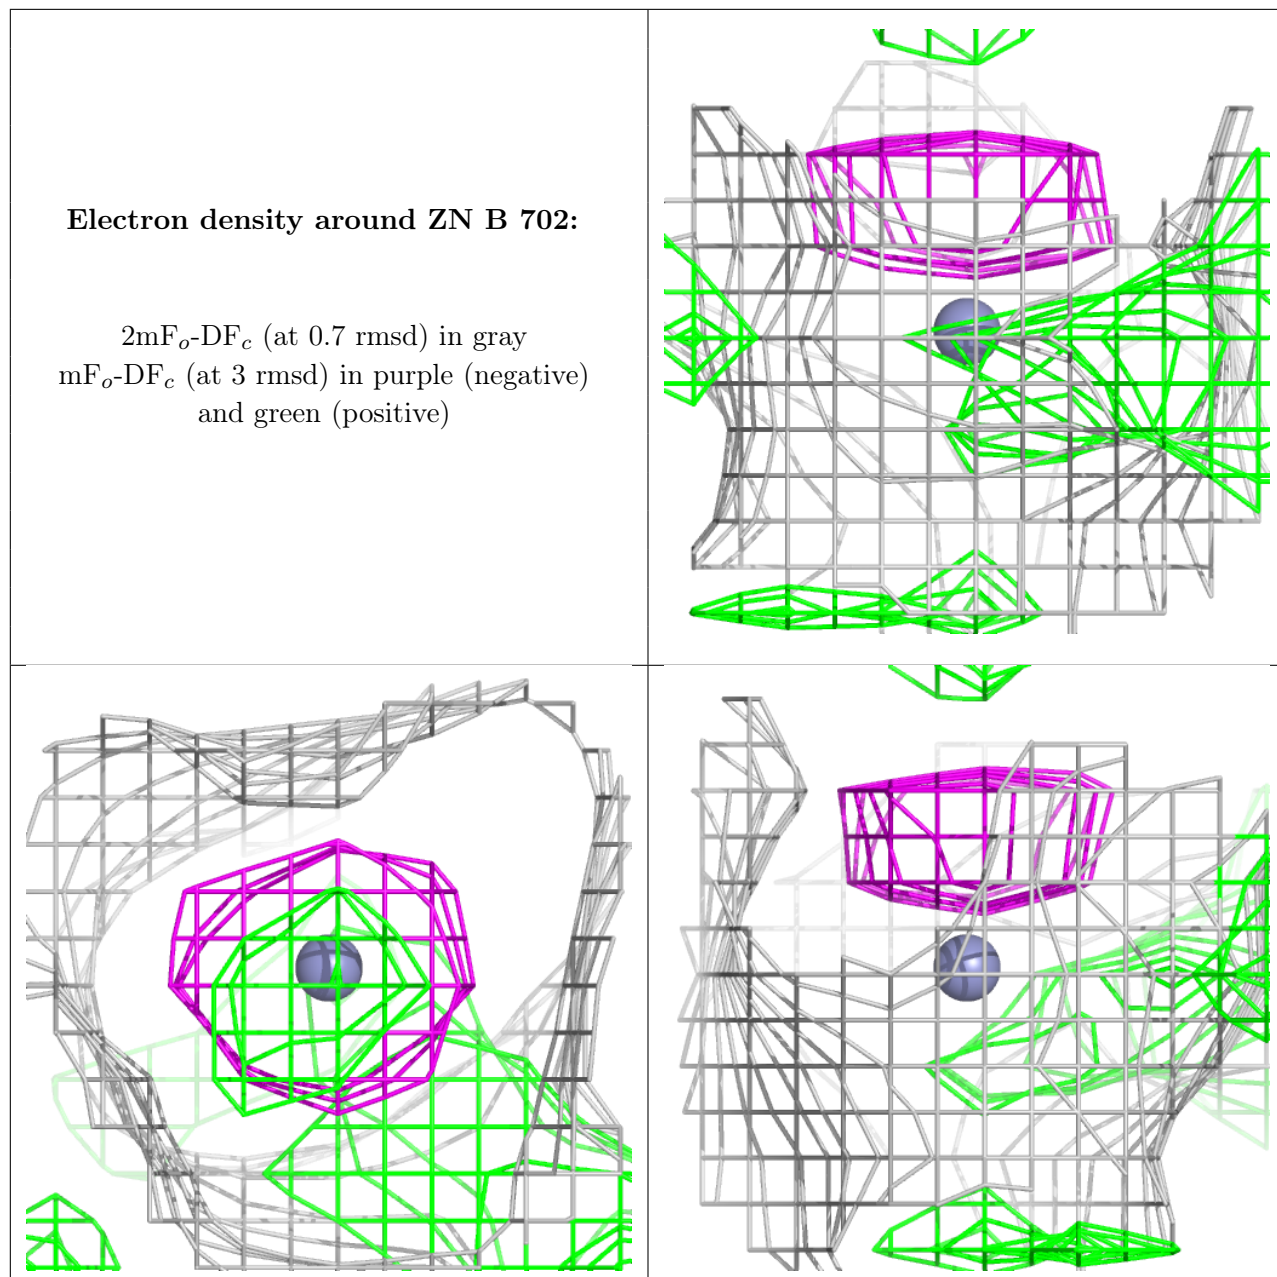 Electron density around ZN B 702:
2mFo-DFc (at 0.7 rmsd) in gray
mFo-DFc (at 3 rmsd) in purple (negative)
and green (positive)